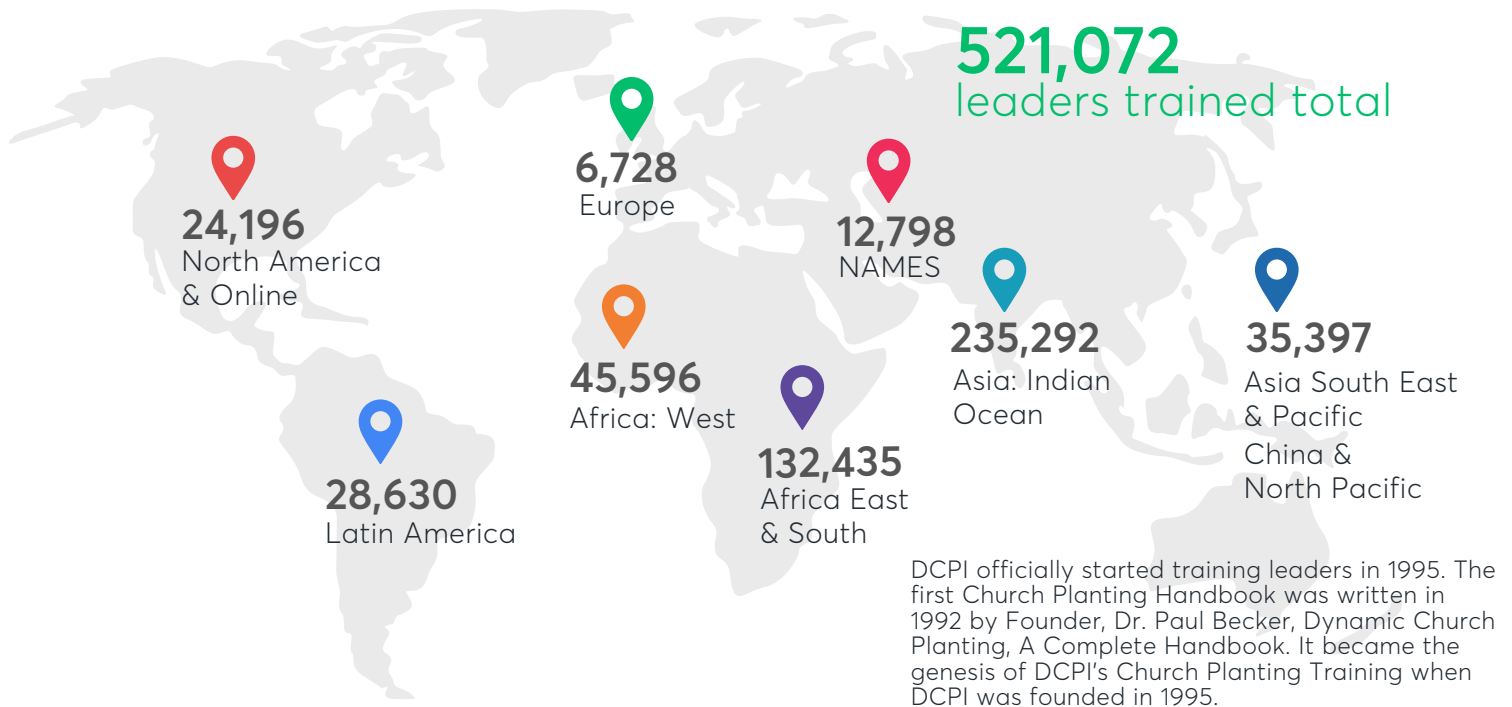 521,072
leaders trained total
6,728
Europe
24,196
North America
& Online
12,798
NAMES
45,596
Africa: West
235,292
Asia: Indian
Ocean
35,397
Asia South East
& Pacific
China &
North Pacific
132,435
Africa East
& South
28,630
Latin America
DCPI officially started training leaders in 1995. The
first Church Planting Handbook was written in
1992 by Founder, Dr. Paul Becker, Dynamic Church
Planting, A Complete Handbook. It became the
genesis of DCPI's Church Planting Training when
DCPI was founded in 1995.